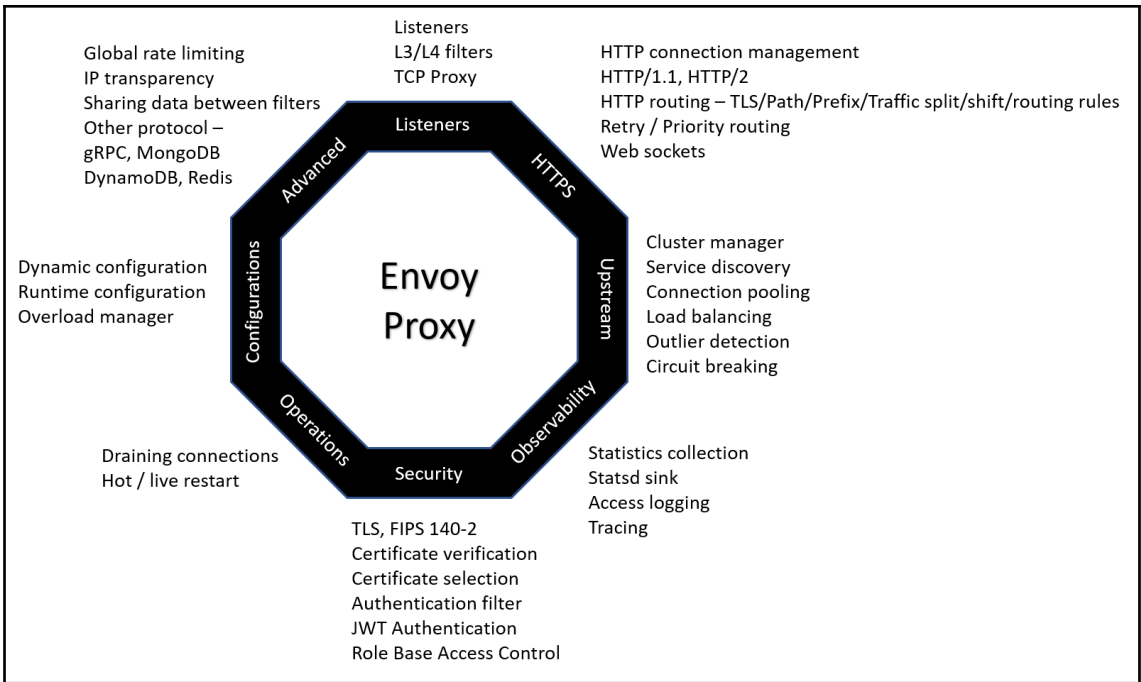 Listeners
L3/L4 filters
TCP Proxy
Global rate limiting
IP transparency
Sharing data between filters
Other protocol –
gRPC, MongoDB
DynamoDB, Redis
HTTP connection management
HTTP/1.1, HTTP/2
HTTP routing – TLS/Path/Prefix/Traffic split/shift/routing rules
Retry / Priority routing
Web sockets
Listeners
Advanced
HTTPS
Configurations
Envoy
Proxy
Upstream
Dynamic configuration
Runtime configuration
Overload manager
Cluster manager
Service discovery
Connection pooling
Load balancing
Outlier detection
Circuit breaking
Operations
Security
Observability
Draining connections
Hot / live restart
Statistics collection
Statsd sink
Access logging
Tracing
TLS, FIPS 140-2
Certificate verification
Certificate selection
Authentication filter
JWT Authentication
Role Base Access Control